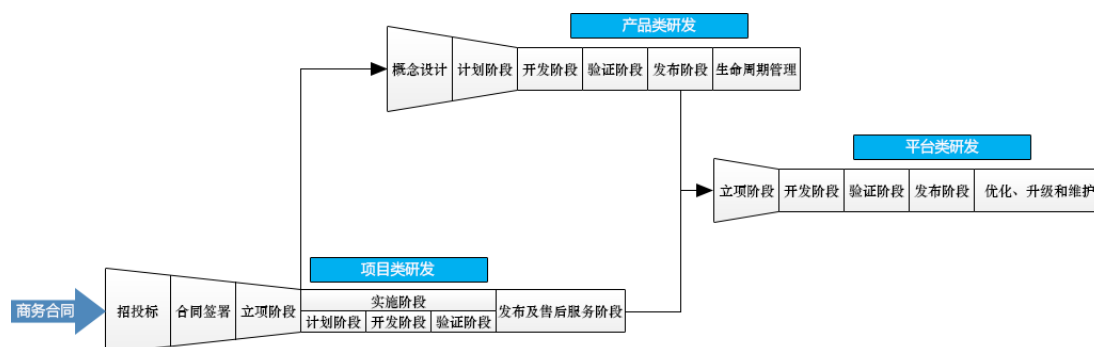 产品类研发
概念设计 计划阶段 开发阶段 验证阶段 发布阶段 生命周期管理
平台类研发
立项阶段 开发阶段 验证阶段 发布阶段 优化、升级和维护
项目类研发
商务合同 招投标 合同签署 立项阶段 实施阶段 发布及售后服务阶段
计划阶段 开发阶段 验证阶段